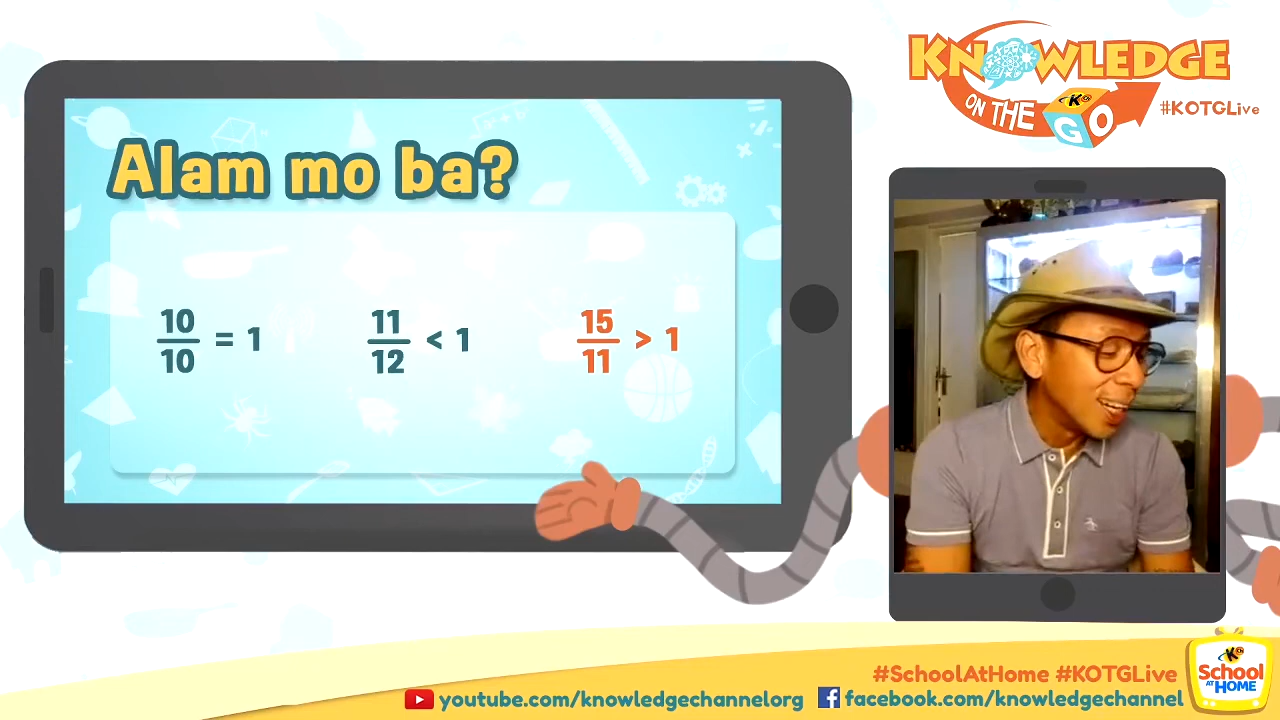 KNOWLEDGE
ON THE GO
#KOTGLive
Alam mo ba?
10/10 = 1
11/12 < 1
15/11 > 1
#SchoolAtHome #KOTGLive
youtube.com/knowledgechannelorg
facebook.com/knowledgechannel
School
AT HOME